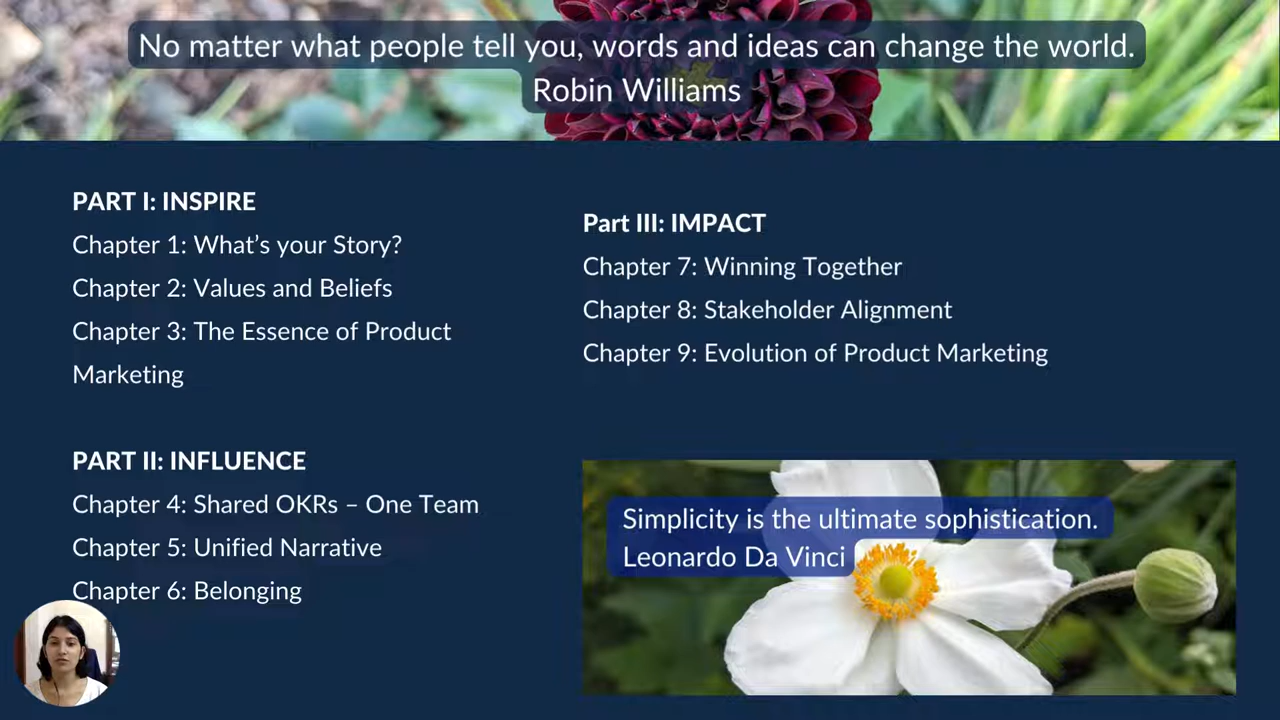 No matter what people tell you, words and ideas can change the world.
Robin Williams
PART I: INSPIRE
Chapter 1: What’s your Story?
Chapter 2: Values and Beliefs
Chapter 3: The Essence of Product
Marketing
PART II: INFLUENCE
Chapter 4: Shared OKRs – One Team
Chapter 5: Unified Narrative
Chapter 6: Belonging
Part III: IMPACT
Chapter 7: Winning Together
Chapter 8: Stakeholder Alignment
Chapter 9: Evolution of Product Marketing
Simplicity is the ultimate sophistication.
Leonardo Da Vinci